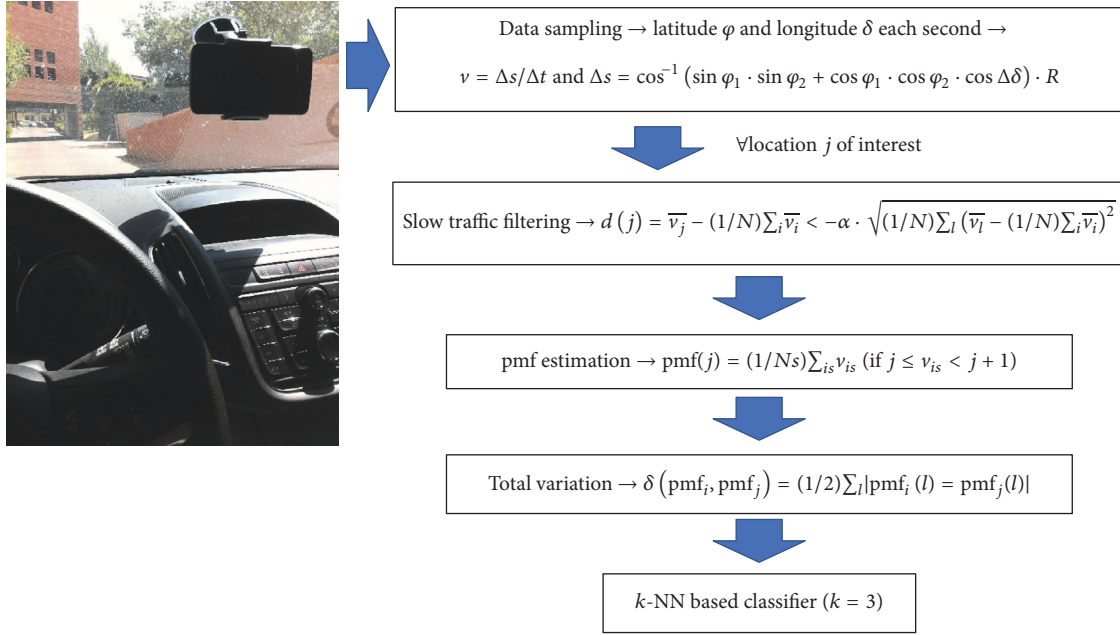 Data sampling → latitude φ and longitude δ each second →
v = Δs/Δt and Δs = cos⁻¹ (sin φ₁ · sin φ₂ + cos φ₁ · cos φ₂ · cos Δδ) · R
∀location j of interest
Slow traffic filtering → d (j) = v̅ⱼ − (1/N)∑ᵢv̅ᵢ < −α · √((1/N)∑ₗ (v̅ₗ − (1/N)∑ᵢv̅ᵢ)²)
pmf estimation → pmf(j) = (1/Ns)∑ᵢₛ vᵢₛ (if j ≤ vᵢₛ < j + 1)
Total variation → δ (pmfᵢ, pmfⱼ) = (1/2)∑ₗ|pmfᵢ (l) = pmfⱼ(l)|
k-NN based classifier (k = 3)